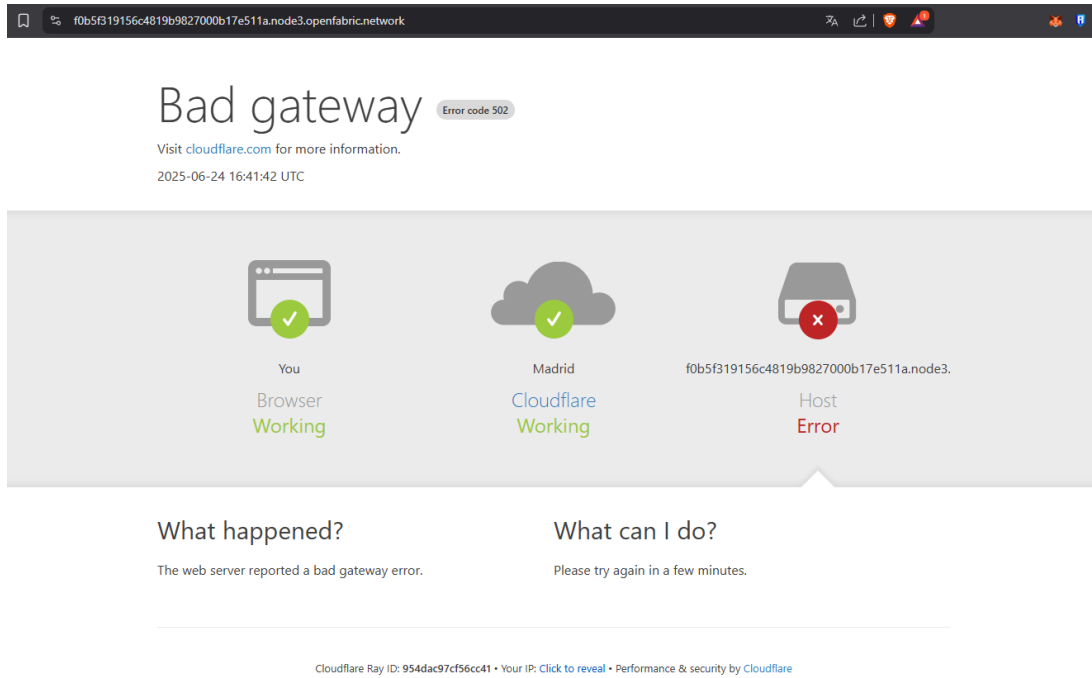 f0b5f319156c4819b9827000b17e511a.node3.openfabric.network
Bad gateway Error code 502
Visit cloudflare.com for more information.
2025-06-24 16:41:42 UTC
You
Browser
Working
Madrid
Cloudflare
Working
f0b5f319156c4819b9827000b17e511a.node3.
Host
Error
What happened?
The web server reported a bad gateway error.
What can I do?
Please try again in a few minutes.
Cloudflare Ray ID: 954dac97cf56cc41 • Your IP: Click to reveal • Performance & security by Cloudflare